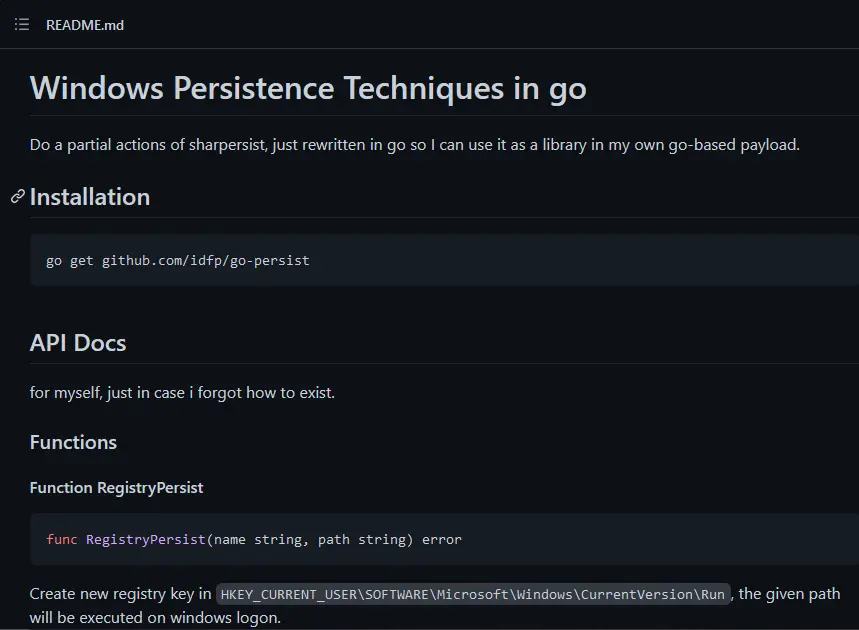 README.md
Windows Persistence Techniques in go
Do a partial actions of sharpersist, just rewritten in go so I can use it as a library in my own go-based payload.
Installation
go get github.com/idfp/go-persist
API Docs
for myself, just in case i forgot how to exist.
Functions
Function RegistryPersist
func RegistryPersist(name string, path string) error
Create new registry key in HKEY_CURRENT_USER\SOFTWARE\Microsoft\Windows\CurrentVersion\Run, the given path
will be executed on windows logon.